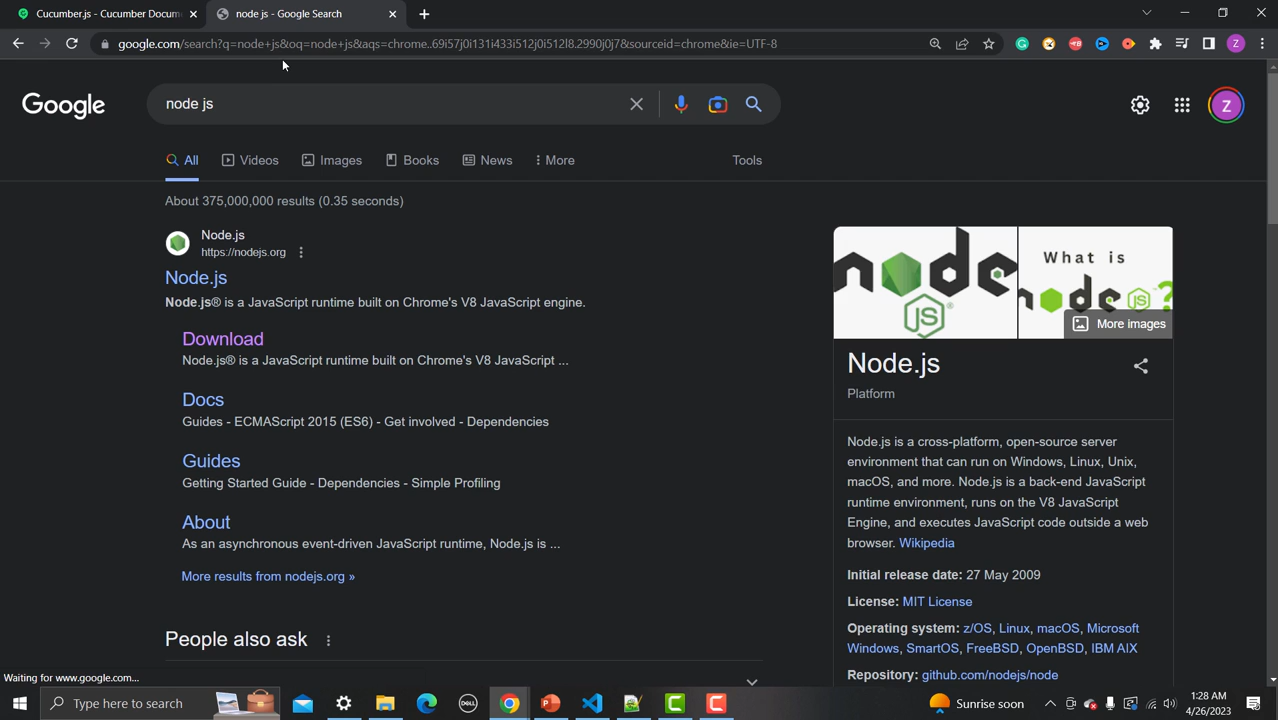 Cucumber.js - Cucumber Docum
node js - Google Search
google.com/search?q=node+js&oq=node+js&aqs=chrome..69i57j0i131i433i512j0i512l8.2990j0j7&sourceid=chrome&ie=UTF-8
Z
Google
node js
Z
All
Videos
Images
Books
News
More
Tools
About 375,000,000 results (0.35 seconds)
Node.js
https://nodejs.org
Node.js
Node.js® is a JavaScript runtime built on Chrome's V8 JavaScript engine.
Download
Node.js® is a JavaScript runtime built on Chrome's V8 JavaScript ...
Docs
Guides - ECMAScript 2015 (ES6) - Get involved - Dependencies
Guides
Getting Started Guide - Dependencies - Simple Profiling
About
As an asynchronous event-driven JavaScript runtime, Node.js is ...
More results from nodejs.org »
People also ask
node
JS
What is
node JS ?
More images
Node.js
Platform
Node.js is a cross-platform, open-source server
environment that can run on Windows, Linux, Unix,
macOS, and more. Node.js is a back-end JavaScript
runtime environment, runs on the V8 JavaScript
Engine, and executes JavaScript code outside a web
browser. Wikipedia
Initial release date: 27 May 2009
License: MIT License
Operating system: z/OS, Linux, macOS, Microsoft
Windows, SmartOS, FreeBSD, OpenBSD, IBM AIX
Repository: github.com/nodejs/node
Waiting for www.google.com...
Type here to search
DELL
Sunrise soon
1:28 AM
4/26/2023